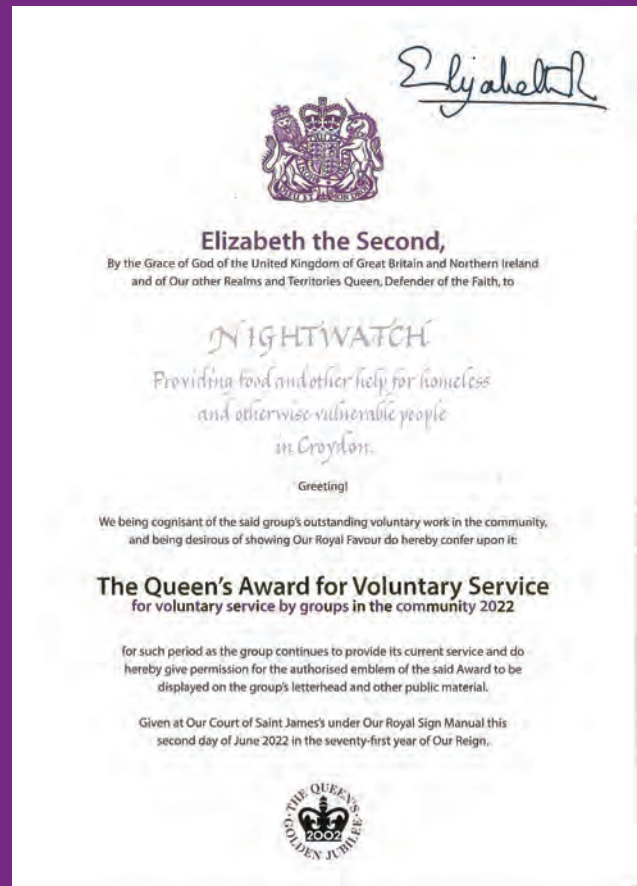 Elizabeth R
DIEU ET MON DROIT
Elizabeth the Second,
By the Grace of God of the United Kingdom of Great Britain and Northern Ireland
and of Our other Realms and Territories Queen, Defender of the Faith, to
NIGHTWATCH
Providing food and other help for homeless
and otherwise vulnerable people
in Croydon.
Greeting!
We being cognisant of the said group's outstanding voluntary work in the community,
and being desirous of showing Our Royal Favour do hereby confer upon it:
The Queen's Award for Voluntary Service
for voluntary service by groups in the community 2022
for such period as the group continues to provide its current service and do
hereby give permission for the authorised emblem of the said Award to be
displayed on the group's letterhead and other public material.
Given at Our Court of Saint James's under Our Royal Sign Manual this
second day of June 2022 in the seventy-first year of Our Reign.
THE QUEEN'S
2002
GOLDEN JUBILEE